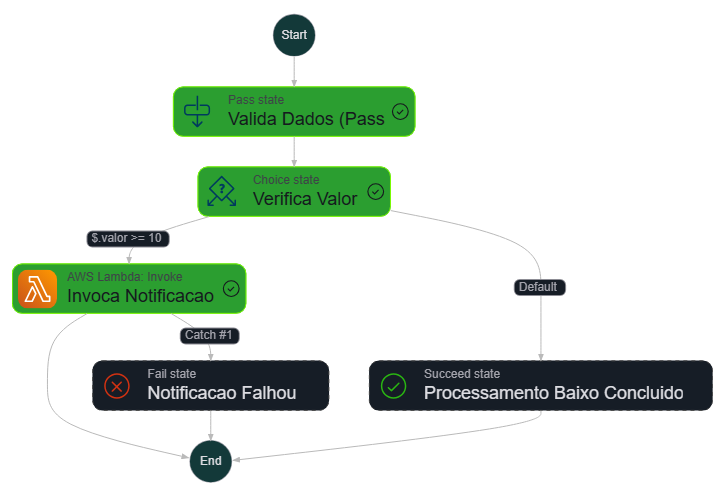 Start
Pass state
Valida Dados (Pass
Choice state
Verifica Valor
$.valor >= 10
AWS Lambda: Invoke
Invoca Notificacao
Default
Catch #1
Fail state
Notificacao Falhou
Succeed state
Processamento Baixo Concluido
End